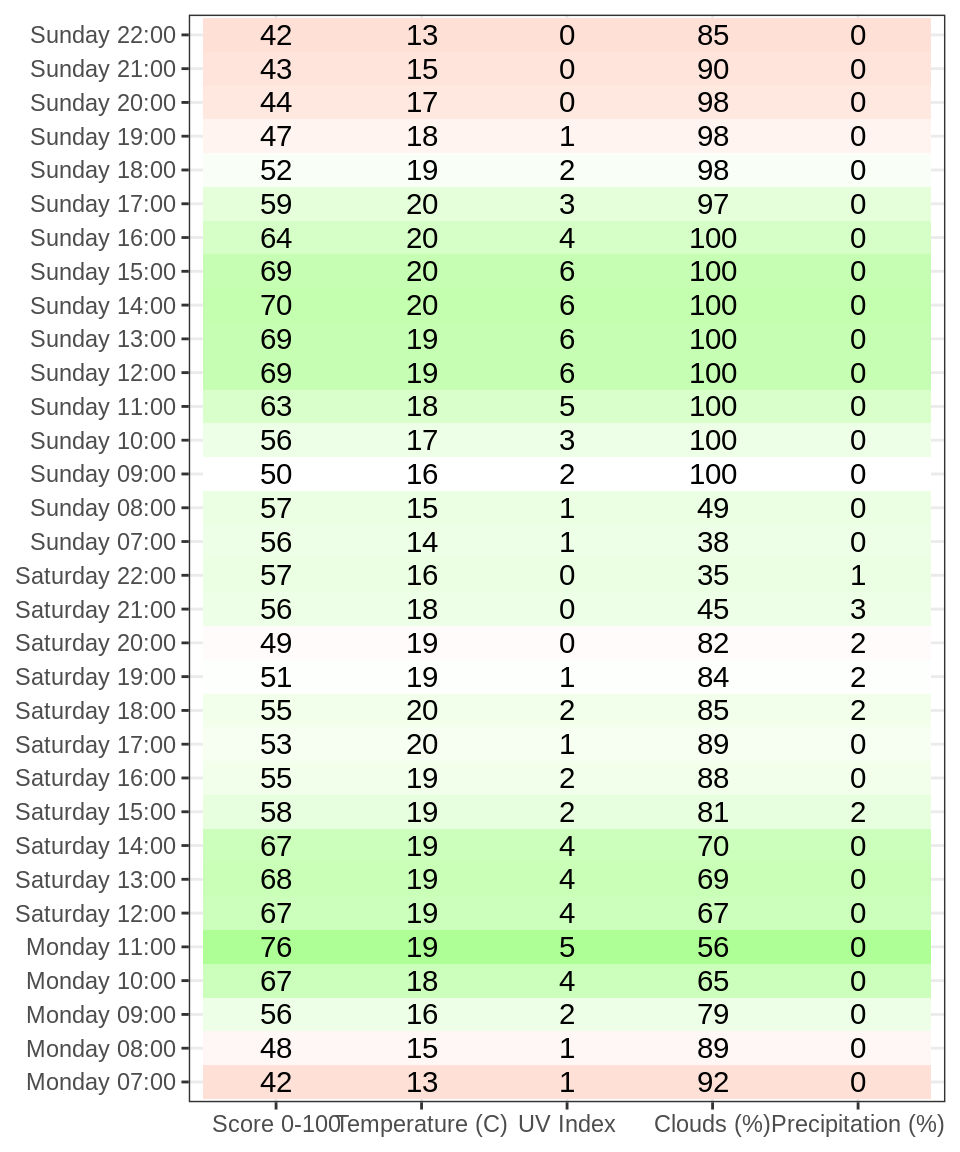 Sunday 22:00 42 13 0 85 0
Sunday 21:00 43 15 0 90 0
Sunday 20:00 44 17 0 98 0
Sunday 19:00 47 18 1 98 0
Sunday 18:00 52 19 2 98 0
Sunday 17:00 59 20 3 97 0
Sunday 16:00 64 20 4 100 0
Sunday 15:00 69 20 6 100 0
Sunday 14:00 70 20 6 100 0
Sunday 13:00 69 19 6 100 0
Sunday 12:00 69 19 6 100 0
Sunday 11:00 63 18 5 100 0
Sunday 10:00 56 17 3 100 0
Sunday 09:00 50 16 2 100 0
Sunday 08:00 57 15 1 49 0
Sunday 07:00 56 14 1 38 0
Saturday 22:00 57 16 0 35 1
Saturday 21:00 56 18 0 45 3
Saturday 20:00 49 19 0 82 2
Saturday 19:00 51 19 1 84 2
Saturday 18:00 55 20 2 85 2
Saturday 17:00 53 20 1 89 0
Saturday 16:00 55 19 2 88 0
Saturday 15:00 58 19 2 81 2
Saturday 14:00 67 19 4 70 0
Saturday 13:00 68 19 4 69 0
Saturday 12:00 67 19 4 67 0
Monday 11:00 76 19 5 56 0
Monday 10:00 67 18 4 65 0
Monday 09:00 56 16 2 79 0
Monday 08:00 48 15 1 89 0
Monday 07:00 42 13 1 92 0
Score 0-100 Temperature (C) UV Index Clouds (%) Precipitation (%)